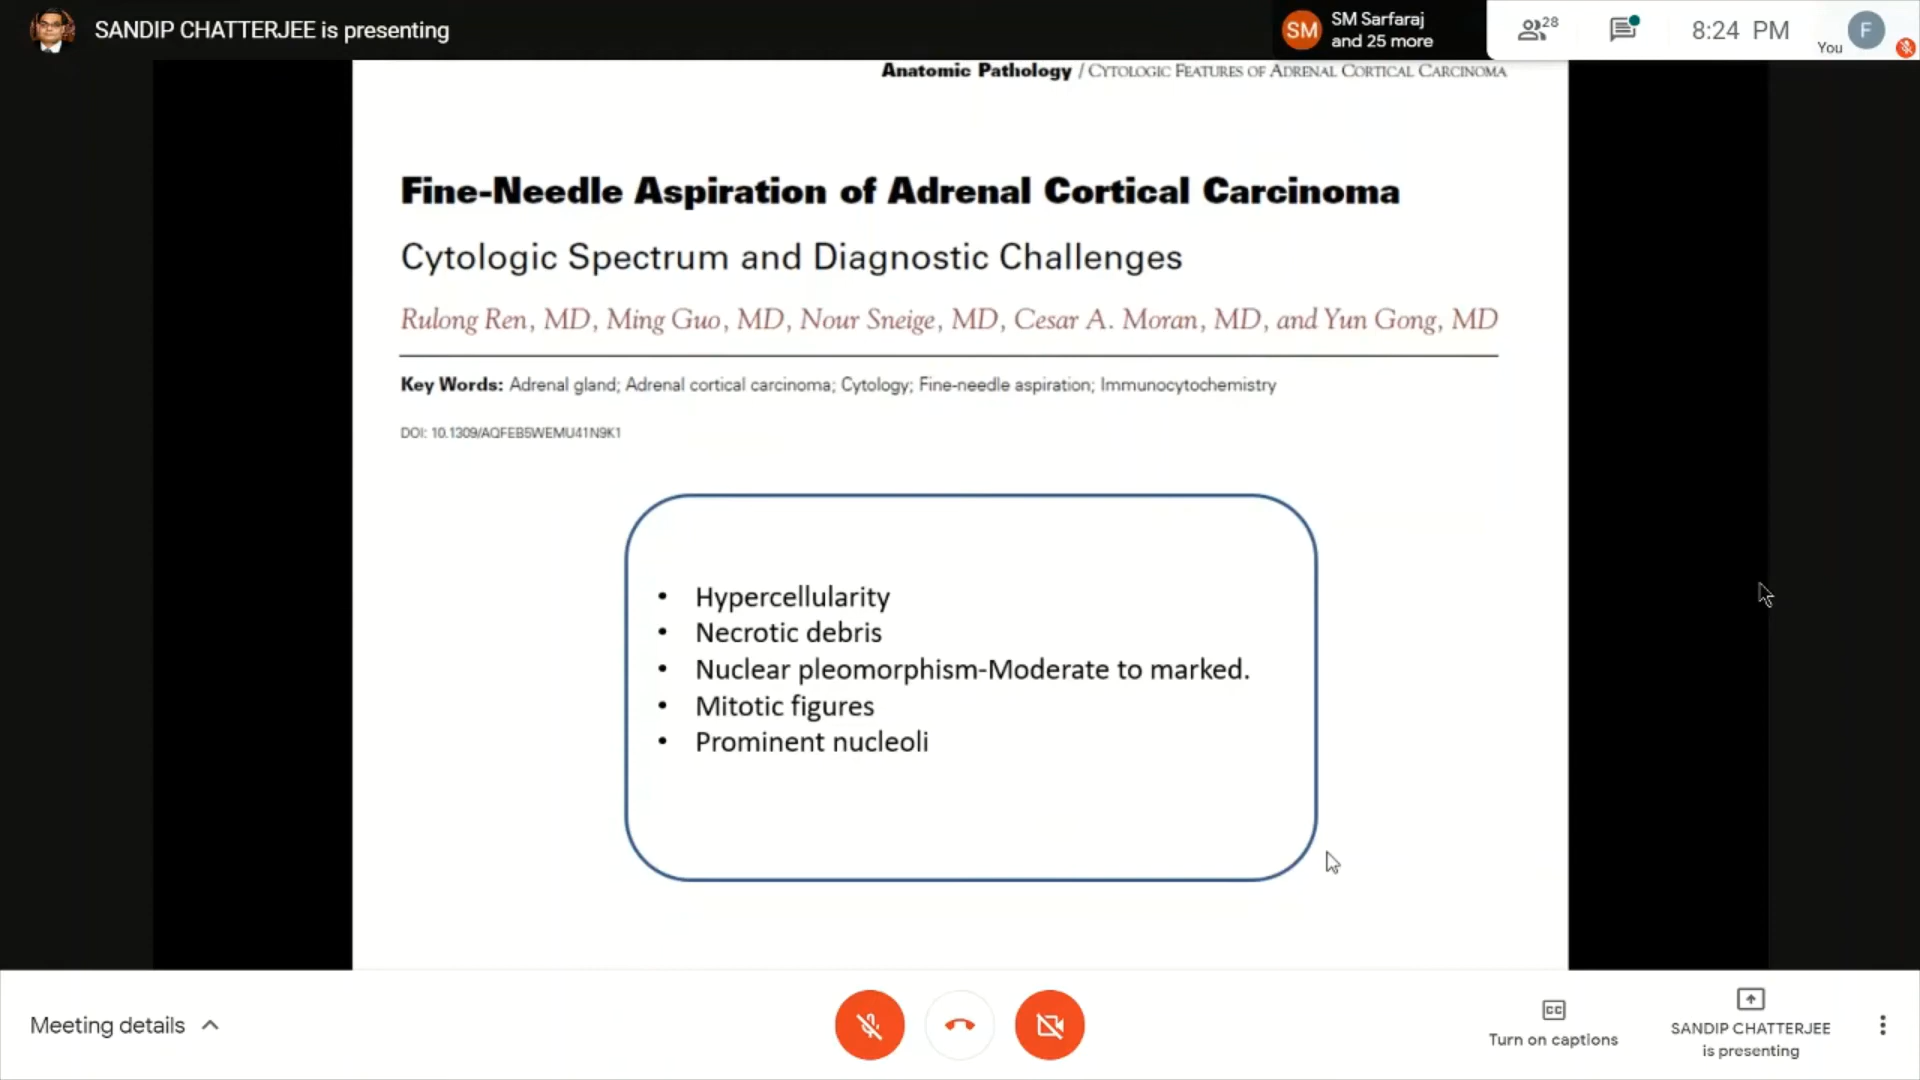 SANDIP CHATTERJEE is presenting
SM
SM Sarfaraj
and 25 more
28
8:24 PM
You
F
Anatomic Pathology / CYTOLOGIC FEATURES OF ADRENAL CORTICAL CARCINOMA
Fine-Needle Aspiration of Adrenal Cortical Carcinoma
Cytologic Spectrum and Diagnostic Challenges
Rulong Ren, MD, Ming Guo, MD, Nour Sneige, MD, Cesar A. Moran, MD, and Yun Gong, MD
Key Words: Adrenal gland; Adrenal cortical carcinoma; Cytology; Fine-needle aspiration; Immunocytochemistry
DOI: 10.1309/AQFEB5WEMU41N9K1
• Hypercellularity
• Necrotic debris
• Nuclear pleomorphism-Moderate to marked.
• Mitotic figures
• Prominent nucleoli
Meeting details
CC
Turn on captions
SANDIP CHATTERJEE
is presenting